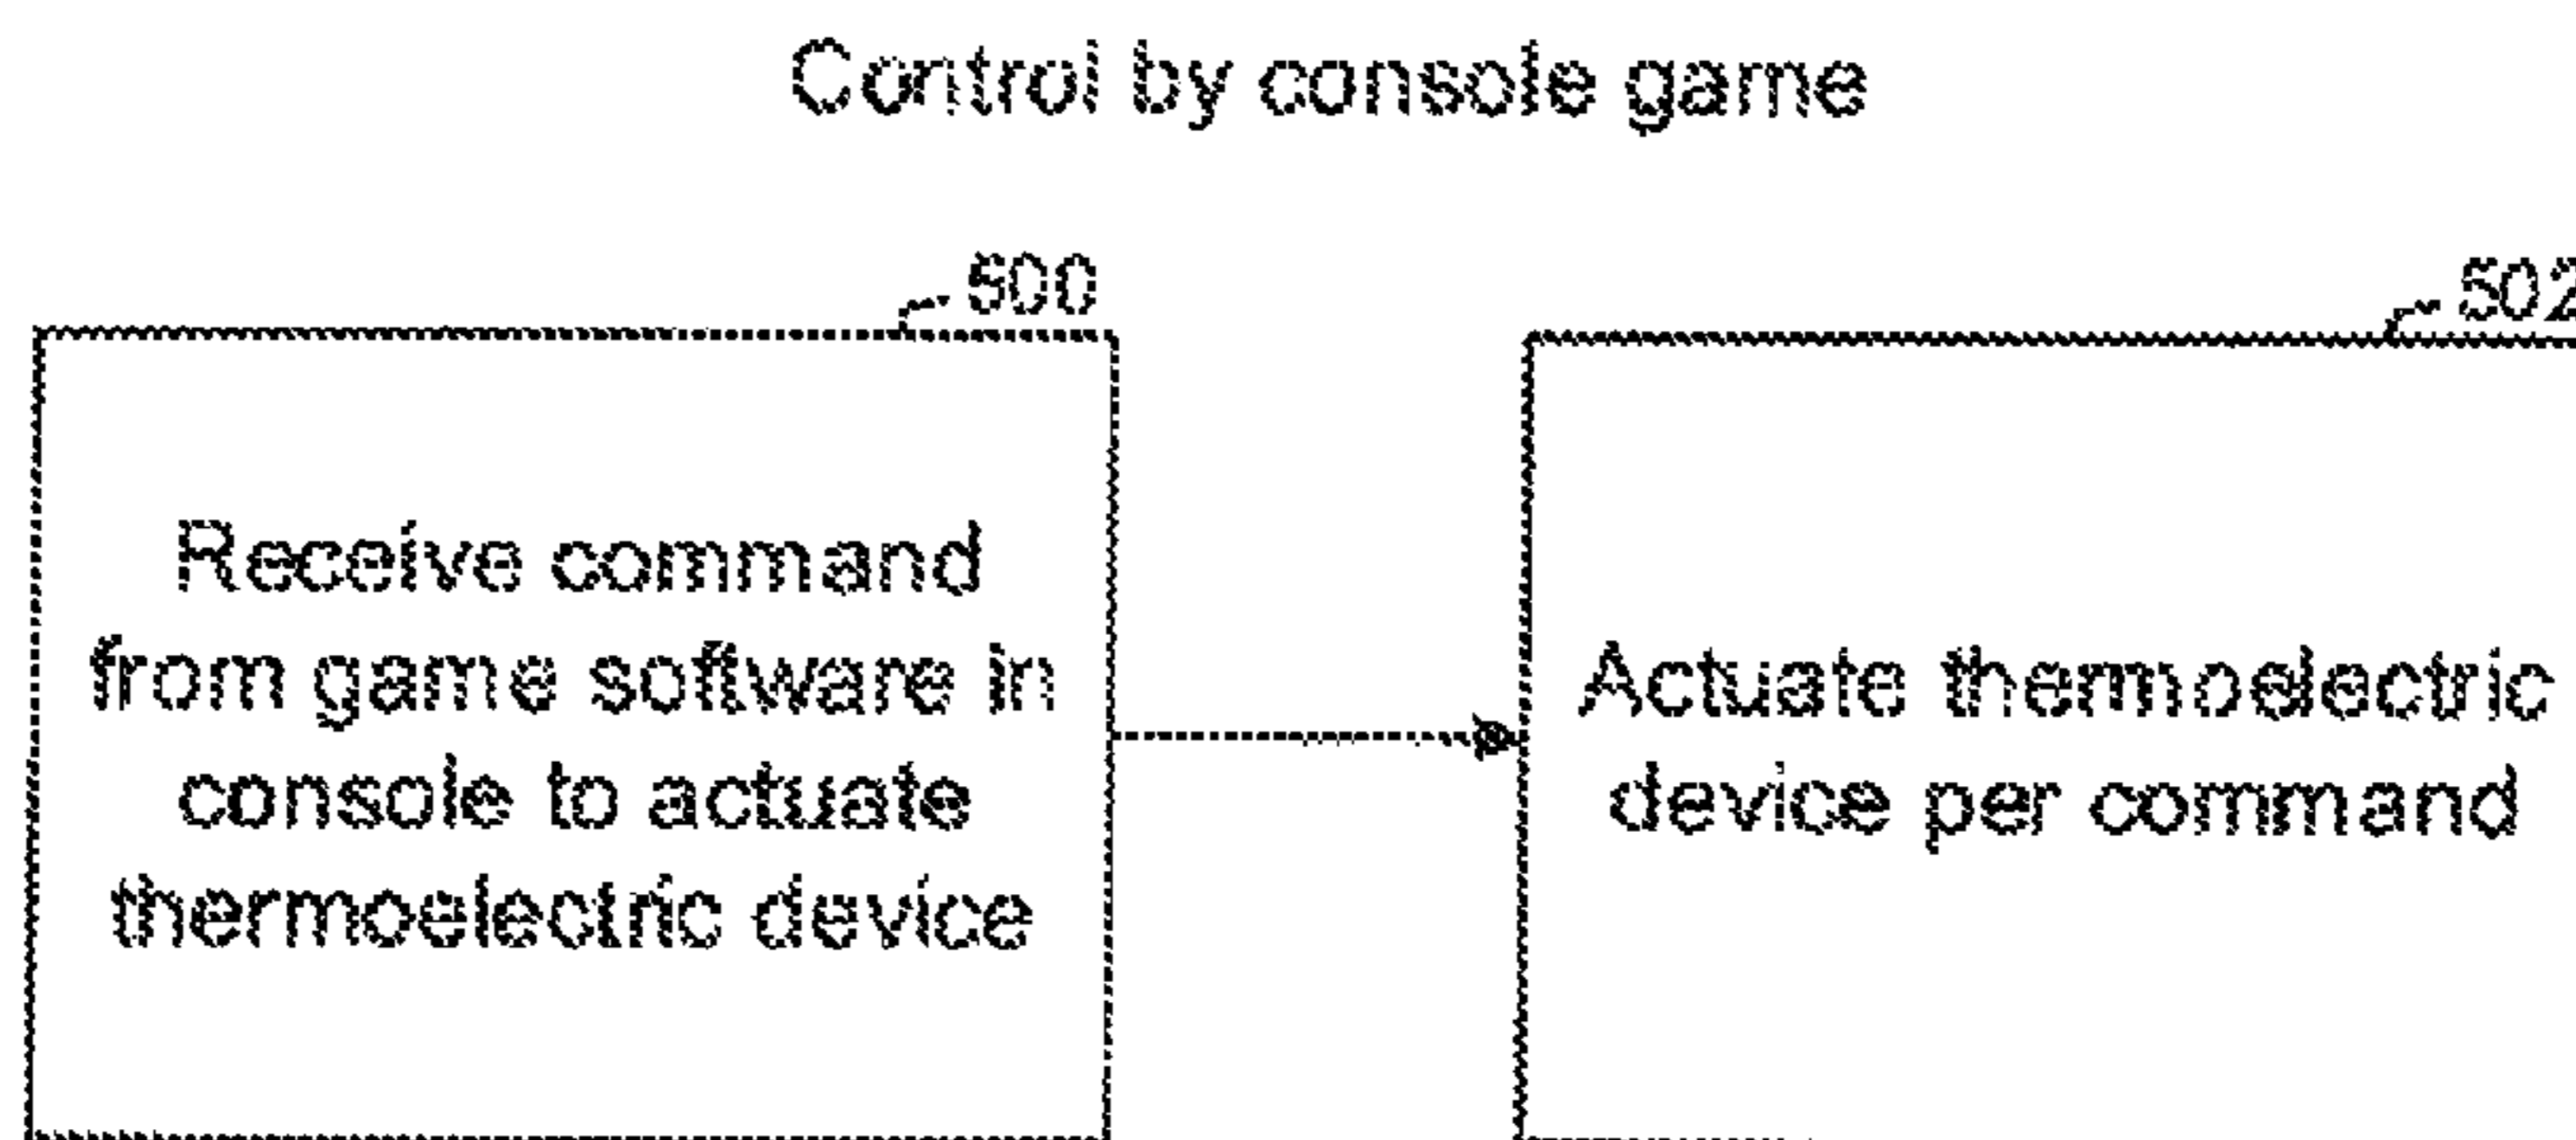 Control by console game
500
502
Receive command
from game software in
console to actuate
thermoelectric device
Actuate thermoelectric
device per command